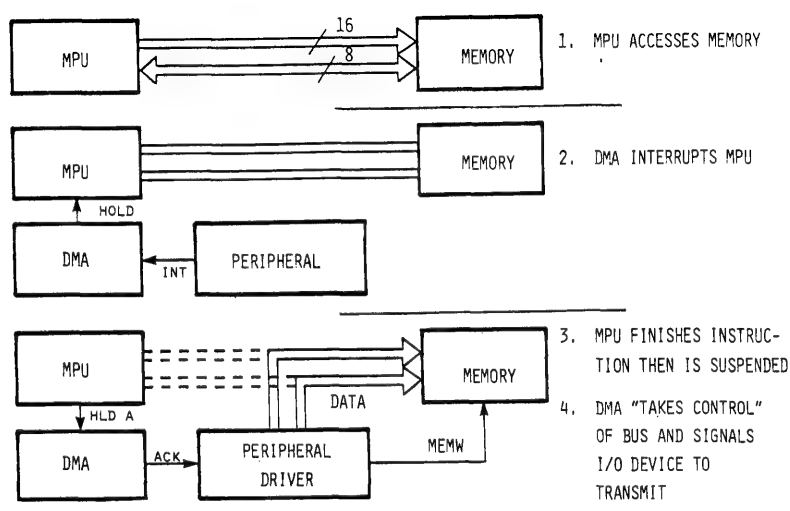 16
MPU
8
MEMORY
1. MPU ACCESSES MEMORY
MPU
MEMORY
2. DMA INTERRUPTS MPU
HOLD
DMA
INT
PERIPHERAL
MPU
MEMORY
DATA
3. MPU FINISHES INSTRUC-
TION THEN IS SUSPENDED
HLD A
DMA
ACK
PERIPHERAL
DRIVER
MEMW
4. DMA "TAKES CONTROL"
OF BUS AND SIGNALS
I/O DEVICE TO
TRANSMIT